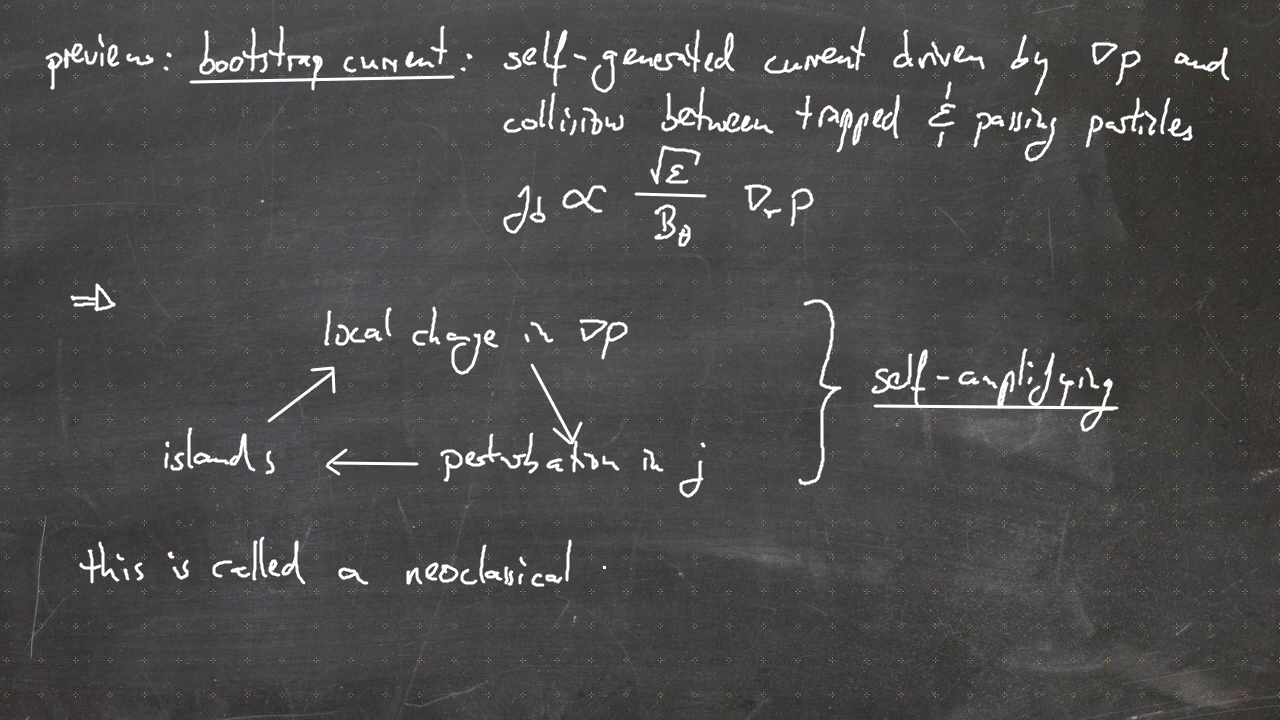 preview: bootstrap current: self-generated current driven by ∇p and
collision between trapped & passing particles
j_b ∝ √ε / B_θ ∇_r p
⇒
local change in ∇p
islands ← perturbation in j
self-amplifying
this is called a neoclassical